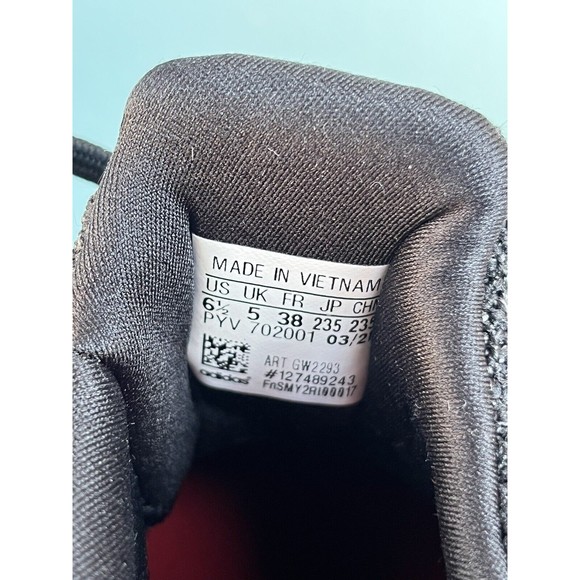 MADE IN VIETNAM
US UK FR JP CHN
6½ 5 38 235 235
PYV 702001 03/2
ART GW2293
#127489243
adidas FnSMY2RI00017